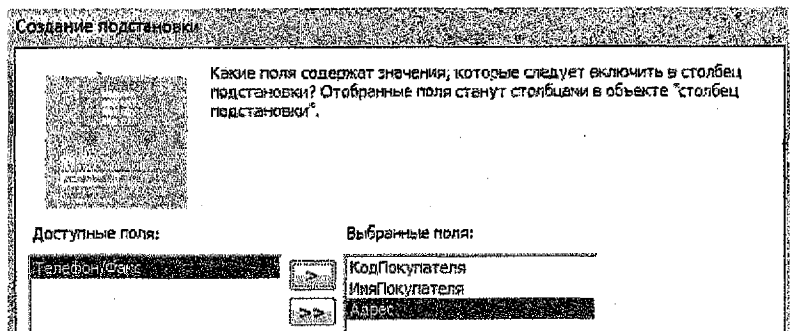 Создание подстановки
Какие поля содержат значения, которые следует включить в столбец
подстановки? Отобранные поля станут столбцами в объекте "столбец
подстановки".
Доступные поля:
Выбранные поля:
Телефон/Факс
>
КодПокупателя
ИмяПокупателя
>>
Адрес